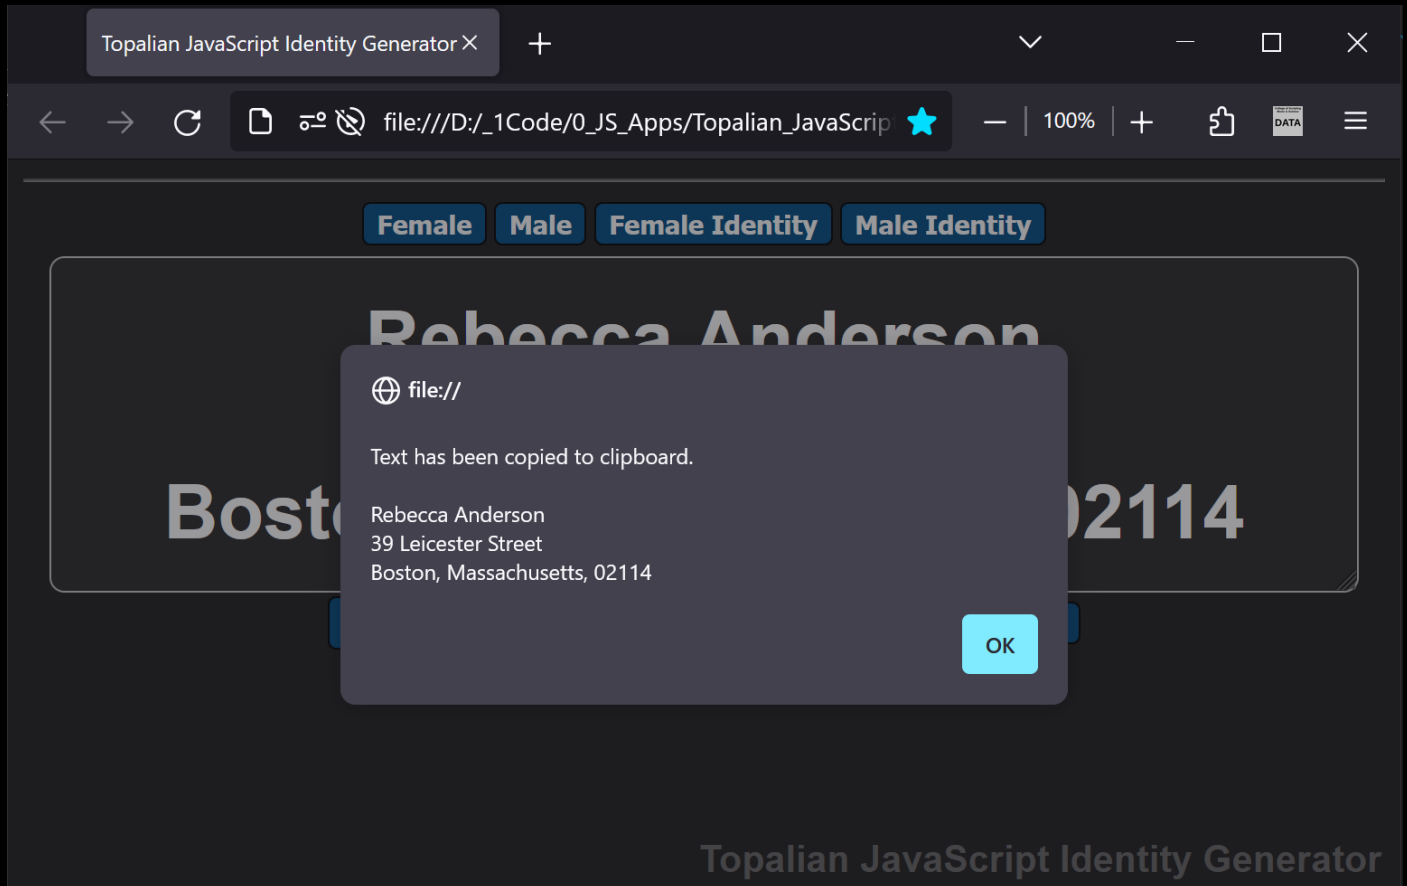 Topalian JavaScript Identity Generator
file:///D:/_1Code/0_JS_Apps/Topalian_JavaScrip
100%
DATA
Female Male Female Identity Male Identity
Rebecca Anderson
02114
file://
Text has been copied to clipboard.
Rebecca Anderson
39 Leicester Street
Boston, Massachusetts, 02114
OK
Topalian JavaScript Identity Generator